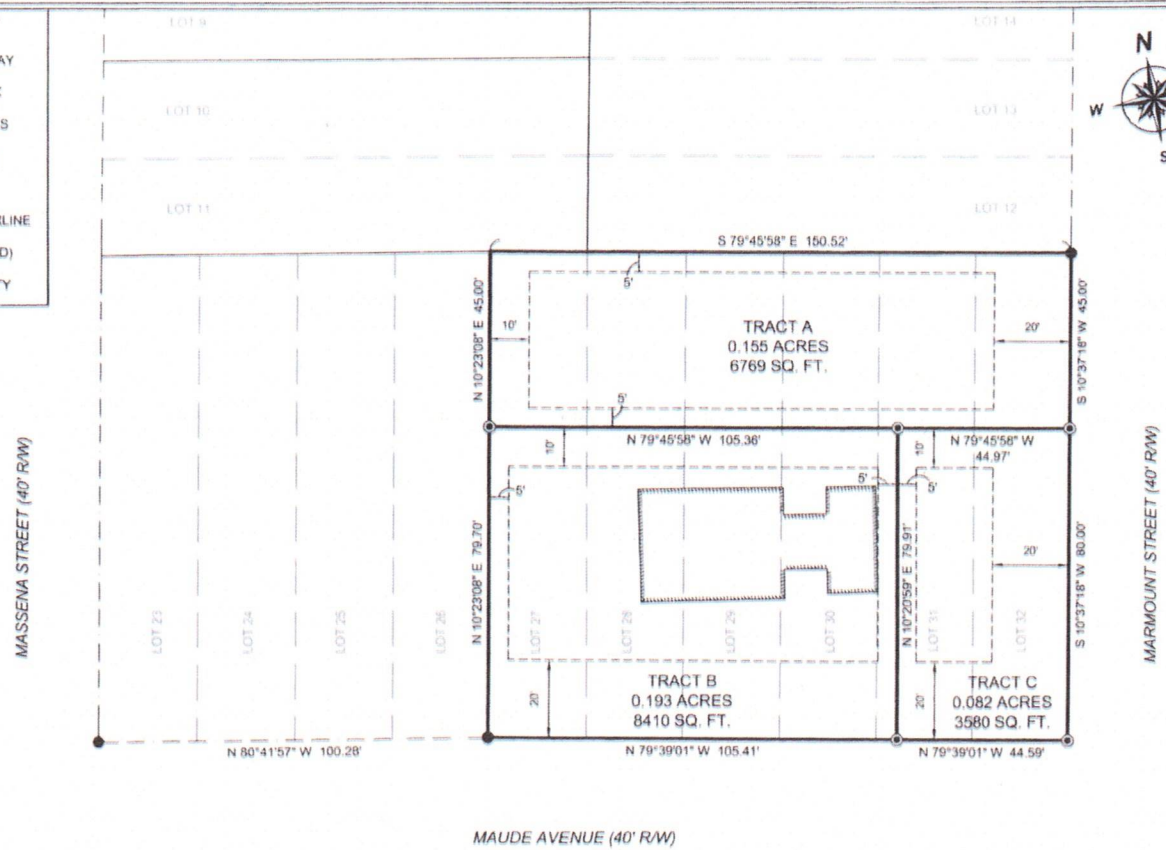 LOT 9
LOT 14
AY
S
N
W
S
LOT 10
LOT 13
LOT 11
LOT 12
LINE
D)
TY
S 79°45'58" E 150.52'
5'
N 10°23'08" E 45.00'
10'
TRACT A
0.155 ACRES
6769 SQ. FT.
20'
S 10°37'18" W 45.00'
5'
N 79°45'58" W 105.36'
N 79°45'58" W
44.97'
10'
10'
5'
5'
5'
MASSENA STREET (40' R/W)
N 10°23'08" E 79.70'
N 10°20'59" E 79.91'
20'
S 10°37'18" W 80.00'
MARMOUNT STREET (40' R/W)
LOT 23
LOT 24
LOT 25
LOT 26
LOT 27
LOT 28
LOT 29
LOT 30
LOT 31
LOT 32
20'
TRACT B
0.193 ACRES
8410 SQ. FT.
20'
TRACT C
0.082 ACRES
3580 SQ. FT.
N 80°41'57" W 100.28'
N 79°39'01" W 105.41'
N 79°39'01" W 44.59'
MAUDE AVENUE (40' R/W)